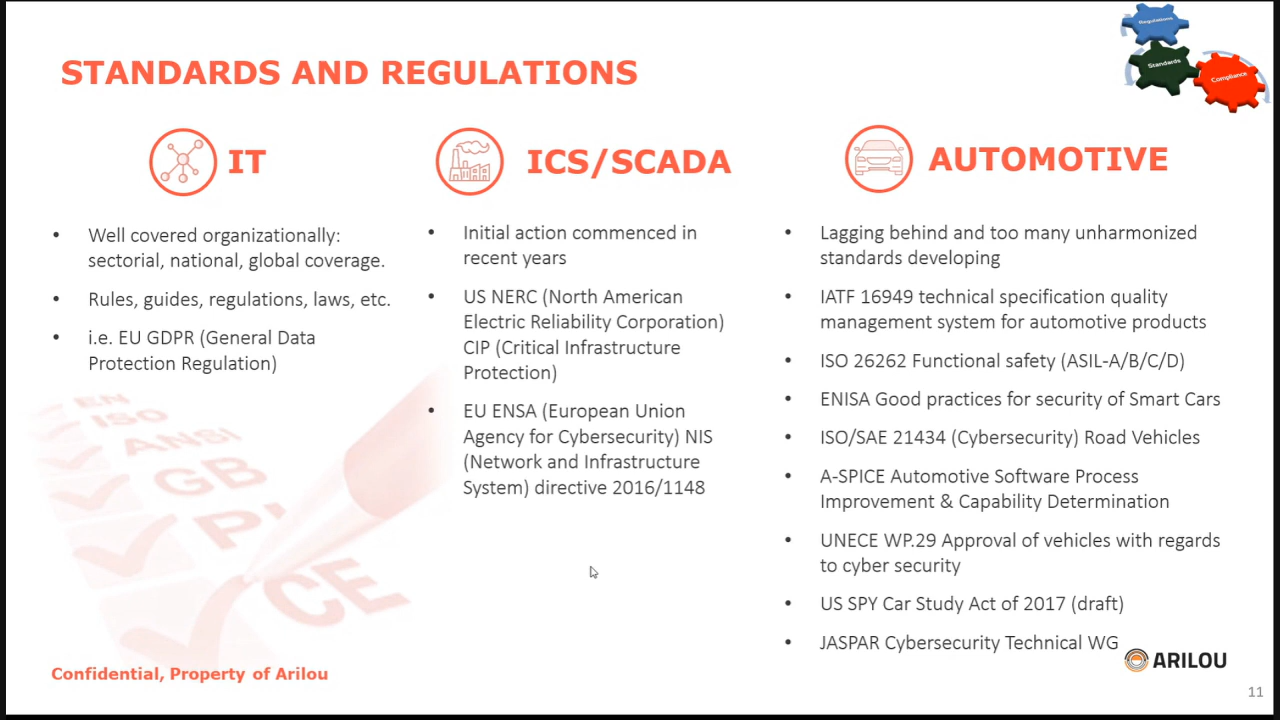 Regulations
Standards
Compliance
STANDARDS AND REGULATIONS
IT
• Well covered organizationally:
sectorial, national, global coverage.
• Rules, guides, regulations, laws, etc.
• i.e. EU GDPR (General Data
Protection Regulation)
EN
ISO
ANSI
GB
CE
ICS/SCADA
• Initial action commenced in
recent years
• US NERC (North American
Electric Reliability Corporation)
CIP (Critical Infrastructure
Protection)
• EU ENSA (European Union
Agency for Cybersecurity) NIS
(Network and Infrastructure
System) directive 2016/1148
AUTOMOTIVE
• Lagging behind and too many unharmonized
standards developing
• IATF 16949 technical specification quality
management system for automotive products
• ISO 26262 Functional safety (ASIL-A/B/C/D)
• ENISA Good practices for security of Smart Cars
• ISO/SAE 21434 (Cybersecurity) Road Vehicles
• A-SPICE Automotive Software Process
Improvement & Capability Determination
• UNECE WP.29 Approval of vehicles with regards
to cyber security
• US SPY Car Study Act of 2017 (draft)
• JASPAR Cybersecurity Technical WG
Confidential, Property of Arilou
ARILOU
11